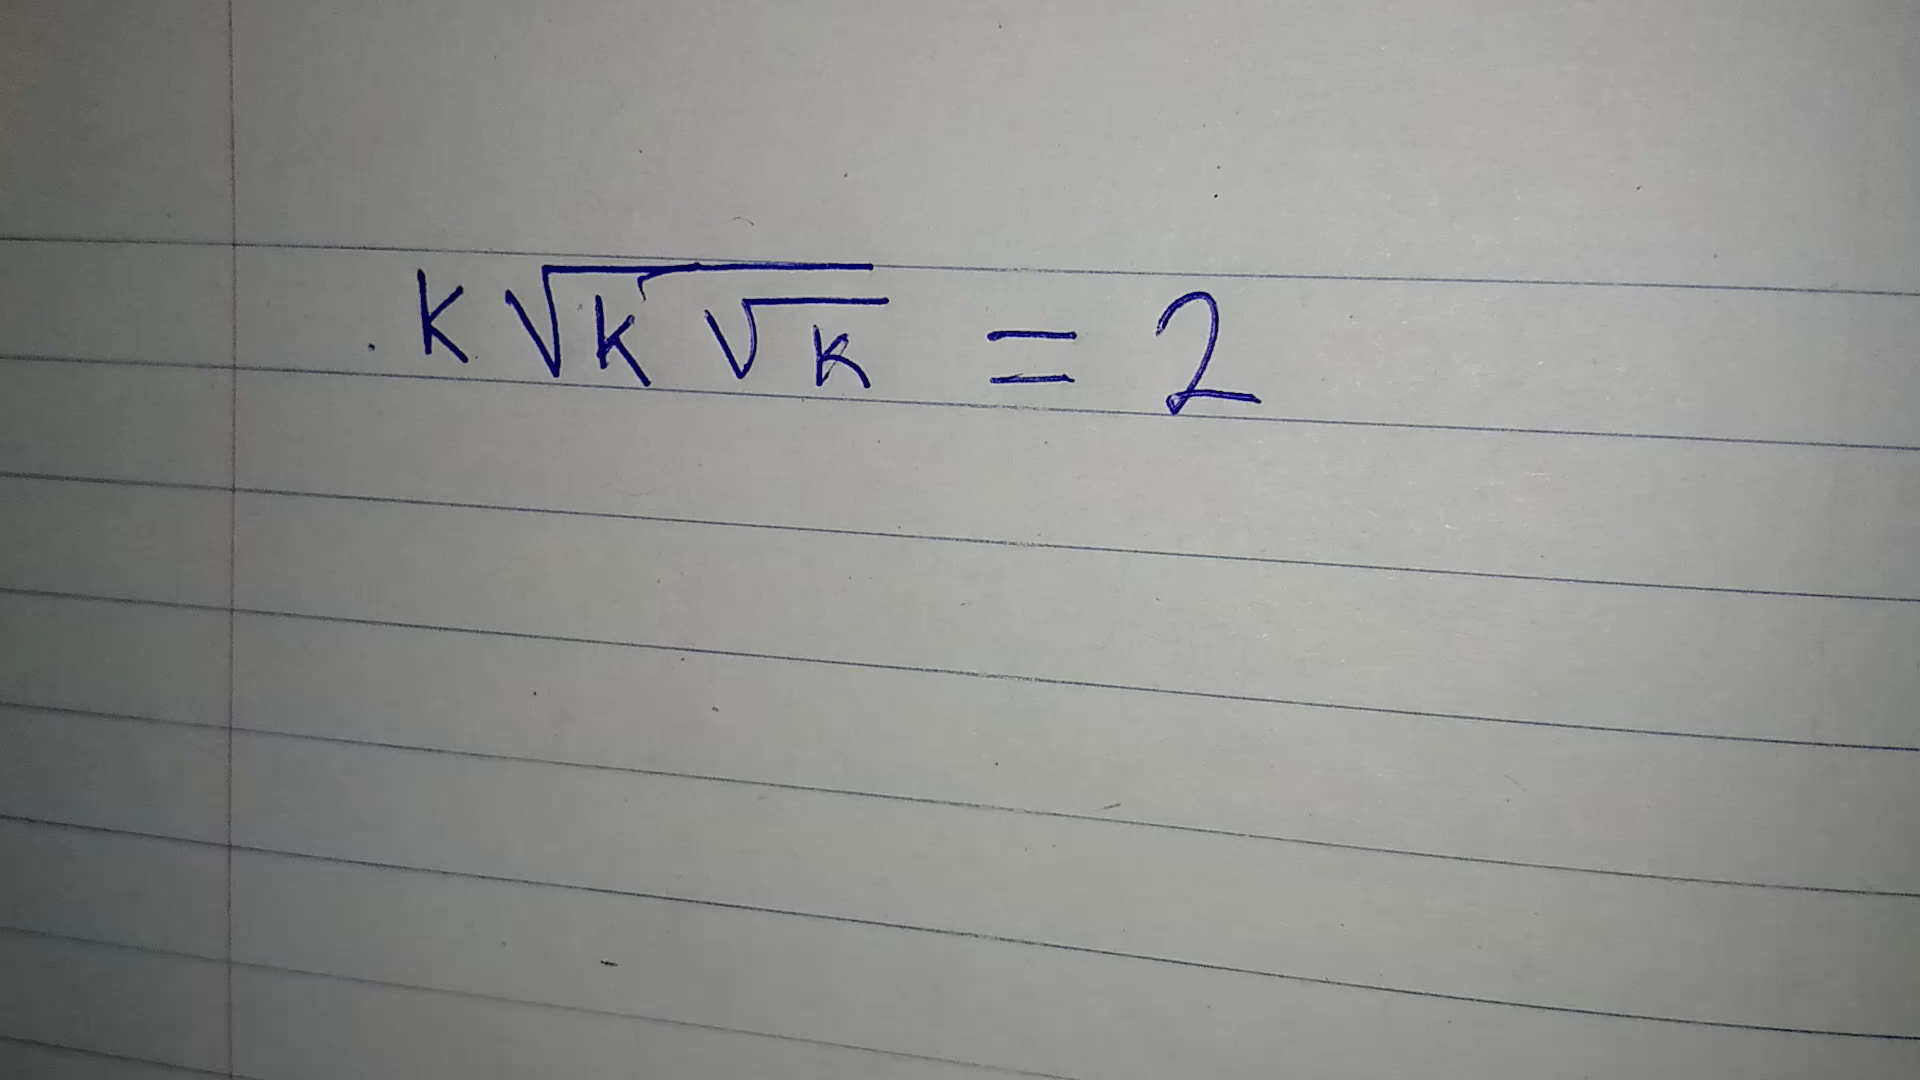 k√(k√k) = 2